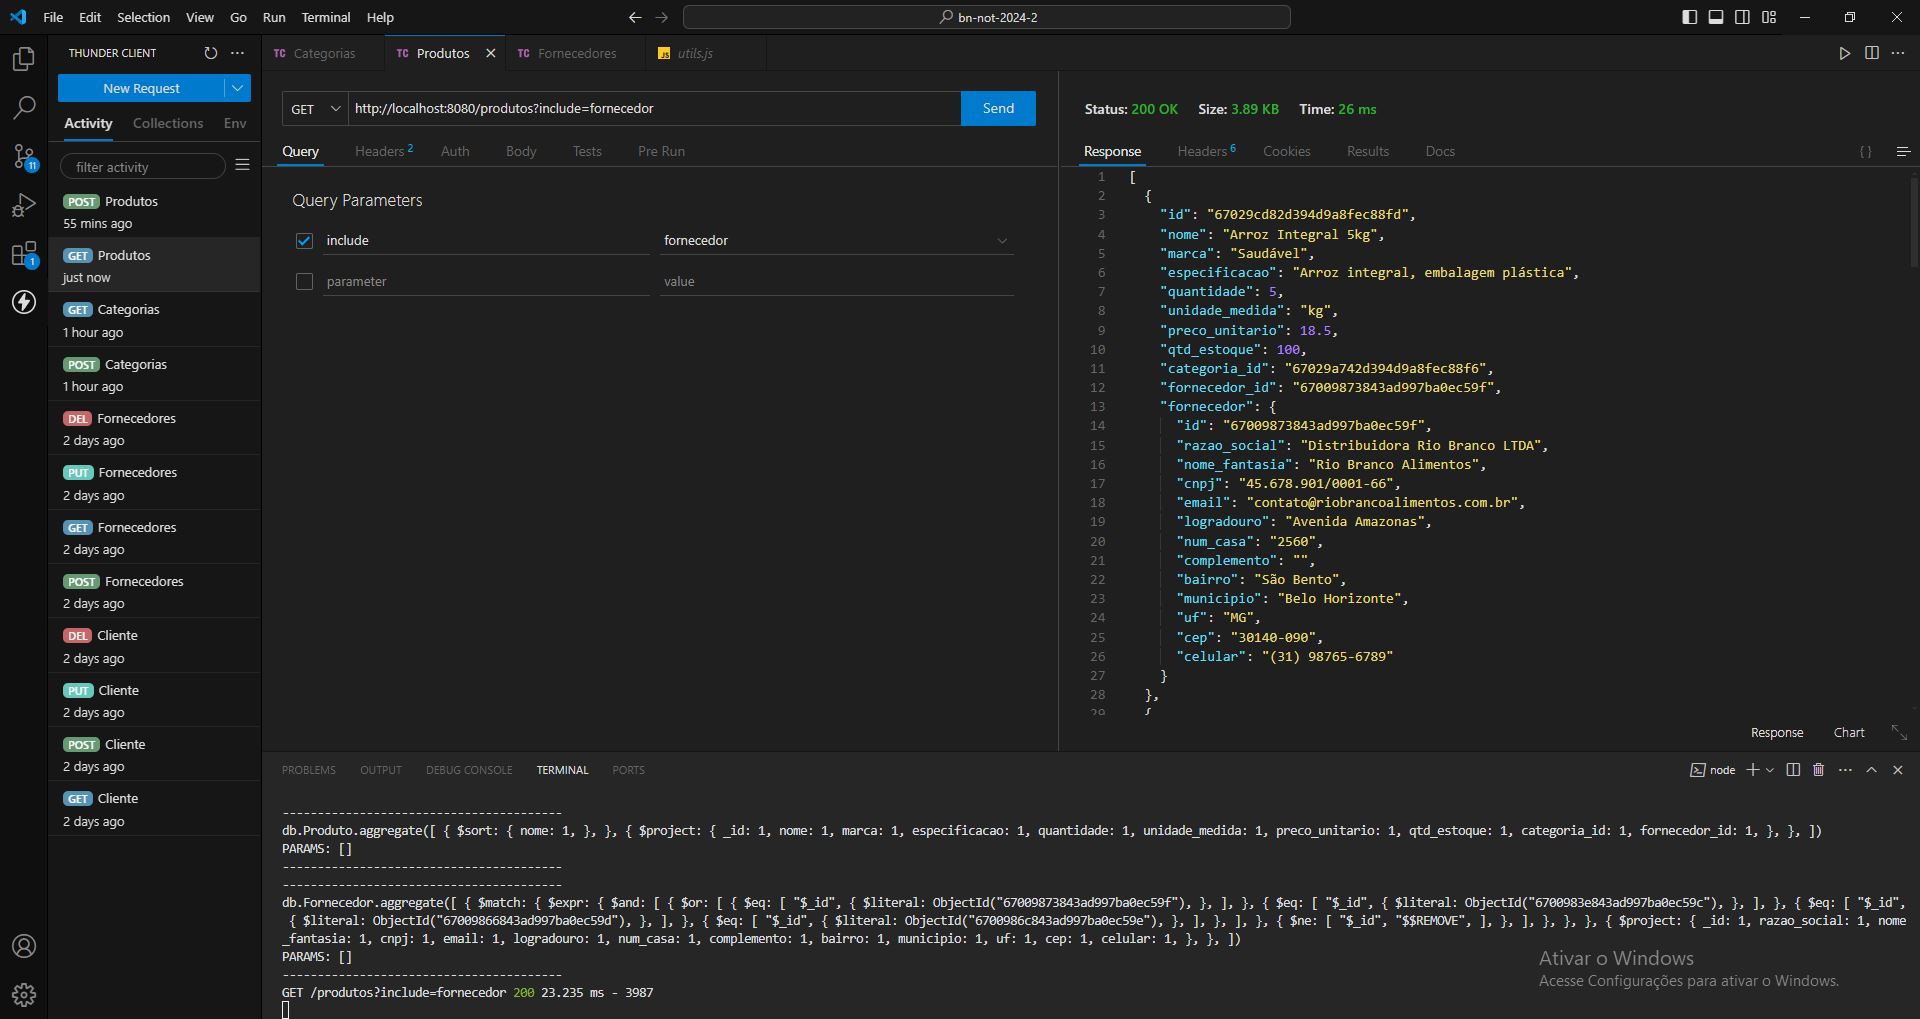 File Edit Selection View Go Run Terminal Help
bn-not-2024-2
THUNDER CLIENT
New Request
Activity Collections Env
filter activity
POST Produtos
55 mins ago
GET Produtos
just now
GET Categorias
1 hour ago
POST Categorias
1 hour ago
DEL Fornecedores
2 days ago
PUT Fornecedores
2 days ago
GET Fornecedores
2 days ago
POST Fornecedores
2 days ago
DEL Cliente
2 days ago
PUT Cliente
2 days ago
POST Cliente
2 days ago
GET Cliente
2 days ago
11
1
TC Categorias TC Produtos TC Fornecedores JS utils.js
GET http://localhost:8080/produtos?include=fornecedor Send
Query Headers 2 Auth Body Tests Pre Run
Query Parameters
include fornecedor
parameter value
Status: 200 OK Size: 3.89 KB Time: 26 ms
Response Headers 6 Cookies Results Docs { }
1 [
2 {
3 "id": "67029cd82d394d9a8fec88fd",
4 "nome": "Arroz Integral 5kg",
5 "marca": "Saudável",
6 "especificacao": "Arroz integral, embalagem plástica",
7 "quantidade": 5,
8 "unidade_medida": "kg",
9 "preco_unitario": 18.5,
10 "qtd_estoque": 100,
11 "categoria_id": "67029a742d394d9a8fec88f6",
12 "fornecedor_id": "67009873843ad997ba0ec59f",
13 "fornecedor": {
14 "id": "67009873843ad997ba0ec59f",
15 "razao_social": "Distribuidora Rio Branco LTDA",
16 "nome_fantasia": "Rio Branco Alimentos",
17 "cnpj": "45.678.901/0001-66",
18 "email": "contato@riobrancoalimentos.com.br",
19 "logradouro": "Avenida Amazonas",
20 "num_casa": "2560",
21 "complemento": "",
22 "bairro": "São Bento",
23 "municipio": "Belo Horizonte",
24 "uf": "MG",
25 "cep": "30140-090",
26 "celular": "(31) 98765-6789"
27 }
28 },
29 {
Response Chart
PROBLEMS OUTPUT DEBUG CONSOLE TERMINAL PORTS
node
----------------------------------------
db.Produto.aggregate([ { $sort: { nome: 1, }, }, { $project: { _id: 1, nome: 1, marca: 1, especificacao: 1, quantidade: 1, unidade_medida: 1, preco_unitario: 1, qtd_estoque: 1, categoria_id: 1, fornecedor_id: 1, }, }, ])
PARAMS: []
----------------------------------------
----------------------------------------
db.Fornecedor.aggregate([ { $match: { $expr: { $and: [ { $or: [ { $eq: [ "$_id", { $literal: ObjectId("67009873843ad997ba0ec59f"), }, ], }, { $eq: [ "$_id", { $literal: ObjectId("6700983e843ad997ba0ec59c"), }, ], }, { $eq: [ "$_id",
{ $literal: ObjectId("67009866843ad997ba0ec59d"), }, ], }, { $eq: [ "$_id", { $literal: ObjectId("6700986c843ad997ba0ec59e"), }, ], }, ], }, { $ne: [ "$_id", "$$REMOVE", ], }, ], }, }, }, { $project: { _id: 1, razao_social: 1, nome
_fantasia: 1, cnpj: 1, email: 1, logradouro: 1, num_casa: 1, complemento: 1, bairro: 1, municipio: 1, uf: 1, cep: 1, celular: 1, }, }, ])
PARAMS: []
----------------------------------------
GET /produtos?include=fornecedor 200 23.235 ms - 3987
Ativar o Windows
Acesse Configurações para ativar o Windows.